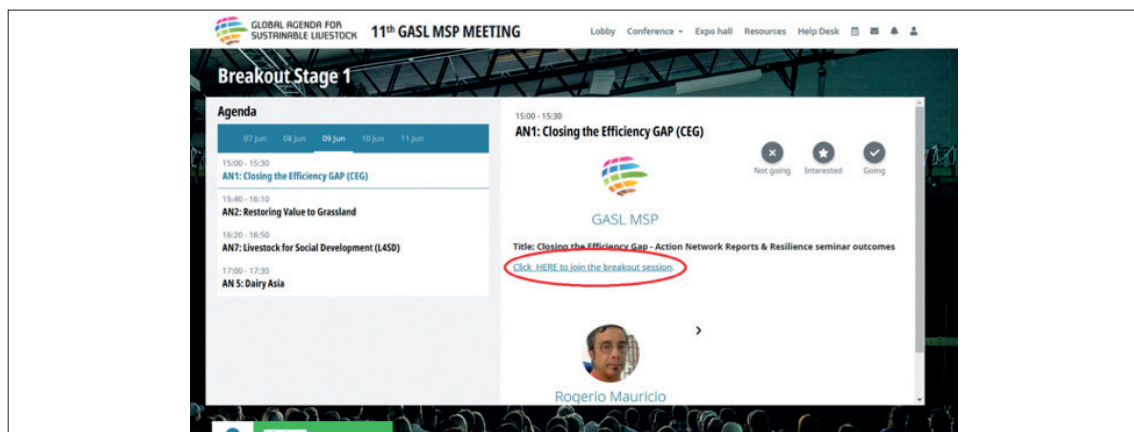 GLOBAL AGENDA FOR
SUSTAINABLE LIVESTOCK
11th GASL MSP MEETING
Lobby Conference Expo hall Resources Help Desk
Breakout Stage 1
Agenda
07 Jun 08 Jun 09 Jun 10 Jun 11 Jun
15:00 - 15:30
AN1: Closing the Efficiency GAP (CEG)
15:40 - 16:10
AN2: Restoring Value to Grassland
16:20 - 16:50
AN7: Livestock for Social Development (L4SD)
17:00 - 17:30
AN 5: Dairy Asia
15:00 - 15:30
AN1: Closing the Efficiency GAP (CEG)
Not going Interested Going
GASL MSP
Title: Closing the Efficiency Gap - Action Network Reports & Resilience seminar outcomes
Click HERE to join the breakout session.
Rogerio Mauricio